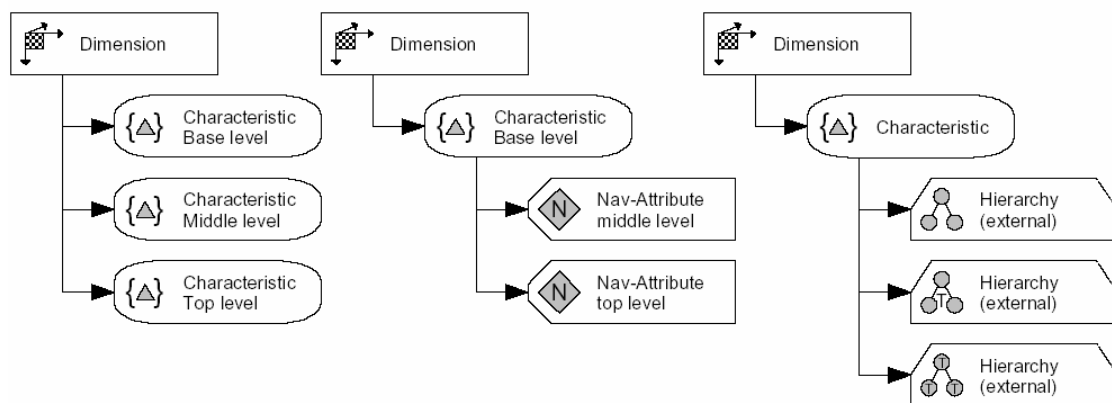 Dimension
{ }
Characteristic
Base level
{ }
Characteristic
Middle level
{ }
Characteristic
Top level
Dimension
{ }
Characteristic
Base level
N
Nav-Attribute
middle level
N
Nav-Attribute
top level
Dimension
{ }
Characteristic
Hierarchy
(external)
T
Hierarchy
(external)
T
T T
Hierarchy
(external)